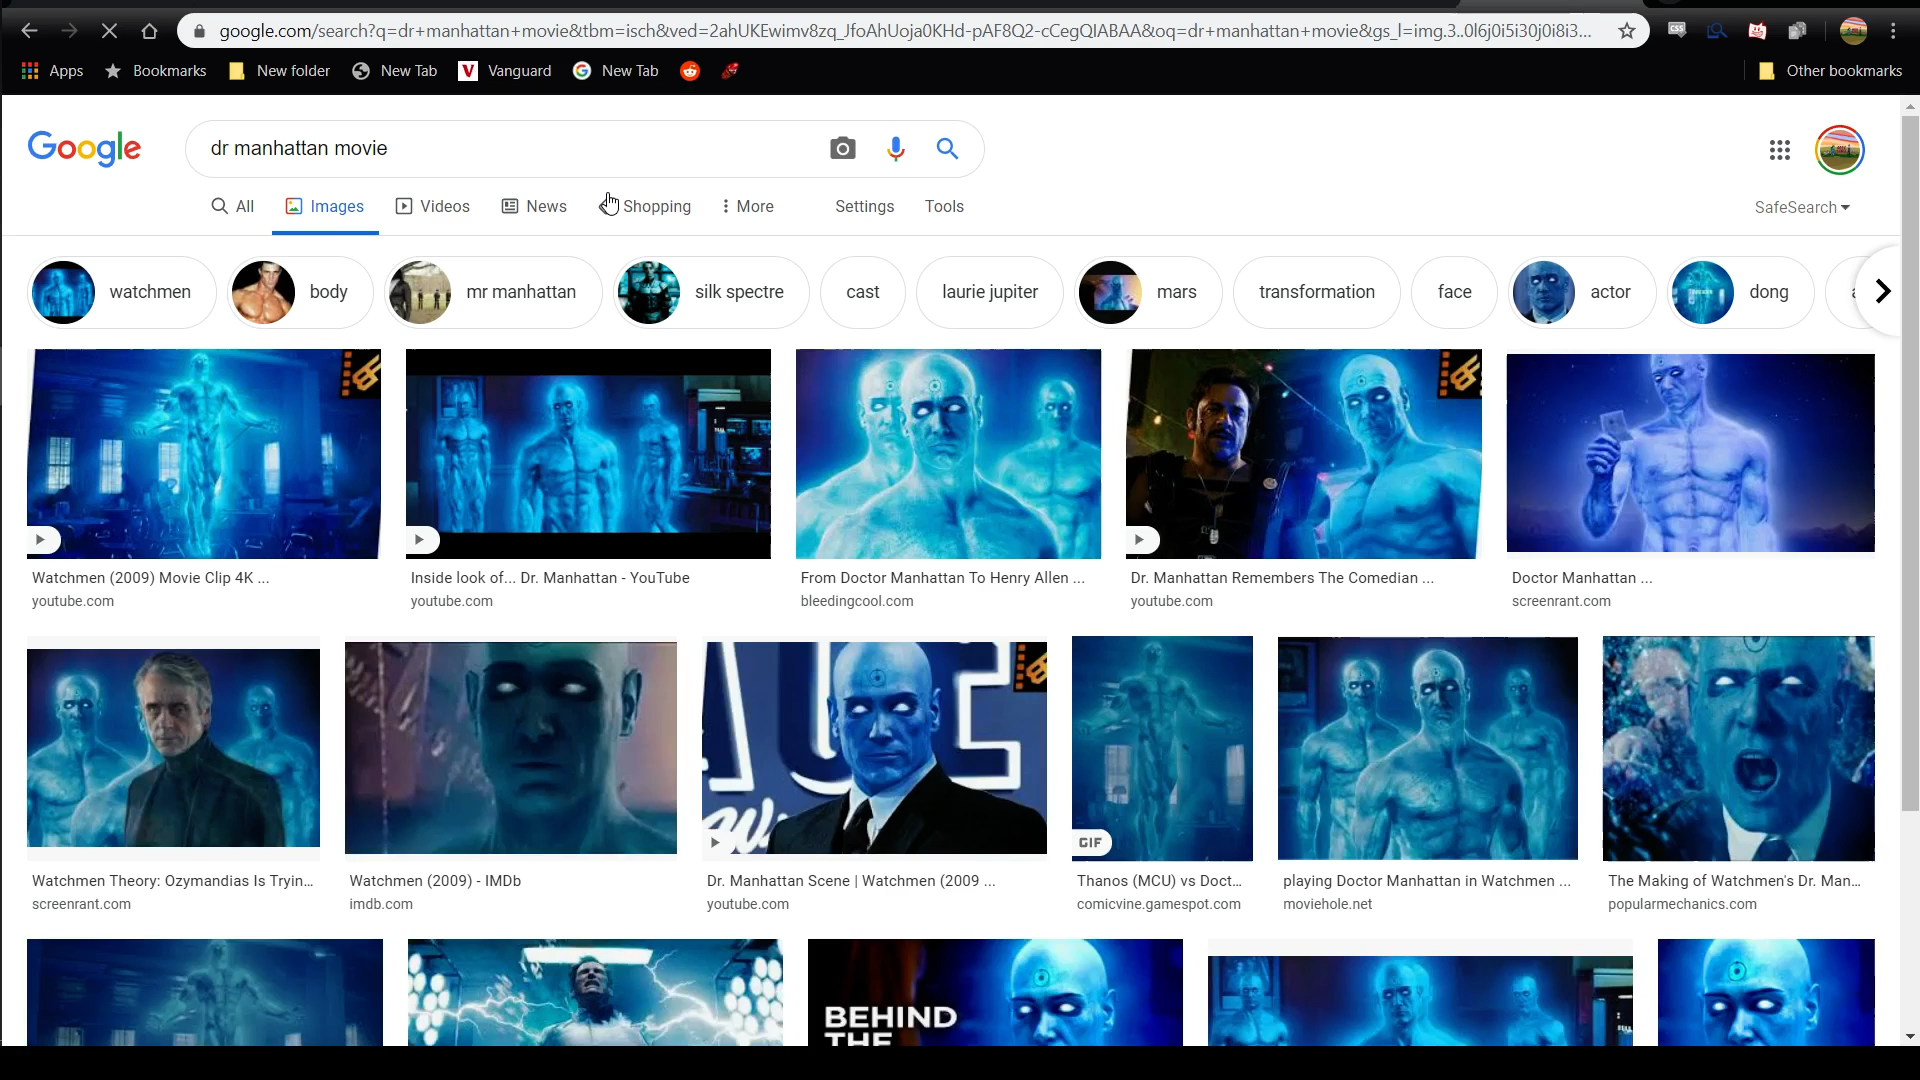 google.com/search?q=dr+manhattan+movie&tbm=isch&ved=2ahUKEwimv8zq_JfoAhUoja0KHd-pAF8Q2-cCegQIABAA&oq=dr+manhattan+movie&gs_l=img.3..0l6j0i5i30j0i8i3...
CSS
Apps Bookmarks New folder New Tab V Vanguard New Tab Other bookmarks
Google dr manhattan movie
All Images Videos News Shopping More Settings Tools SafeSearch
watchmen body mr manhattan silk spectre cast laurie jupiter mars transformation face actor dong
Watchmen (2009) Movie Clip 4K ... Inside look of... Dr. Manhattan - YouTube From Doctor Manhattan To Henry Allen ... Dr. Manhattan Remembers The Comedian ... Doctor Manhattan ...
youtube.com youtube.com bleedingcool.com youtube.com screenrant.com
GIF
Watchmen Theory: Ozymandias Is Tryin... Watchmen (2009) - IMDb Dr. Manhattan Scene | Watchmen (2009 ... Thanos (MCU) vs Doct... playing Doctor Manhattan in Watchmen ... The Making of Watchmen's Dr. Man...
screenrant.com imdb.com youtube.com comicvine.gamespot.com moviehole.net popularmechanics.com
BEHIND
THE